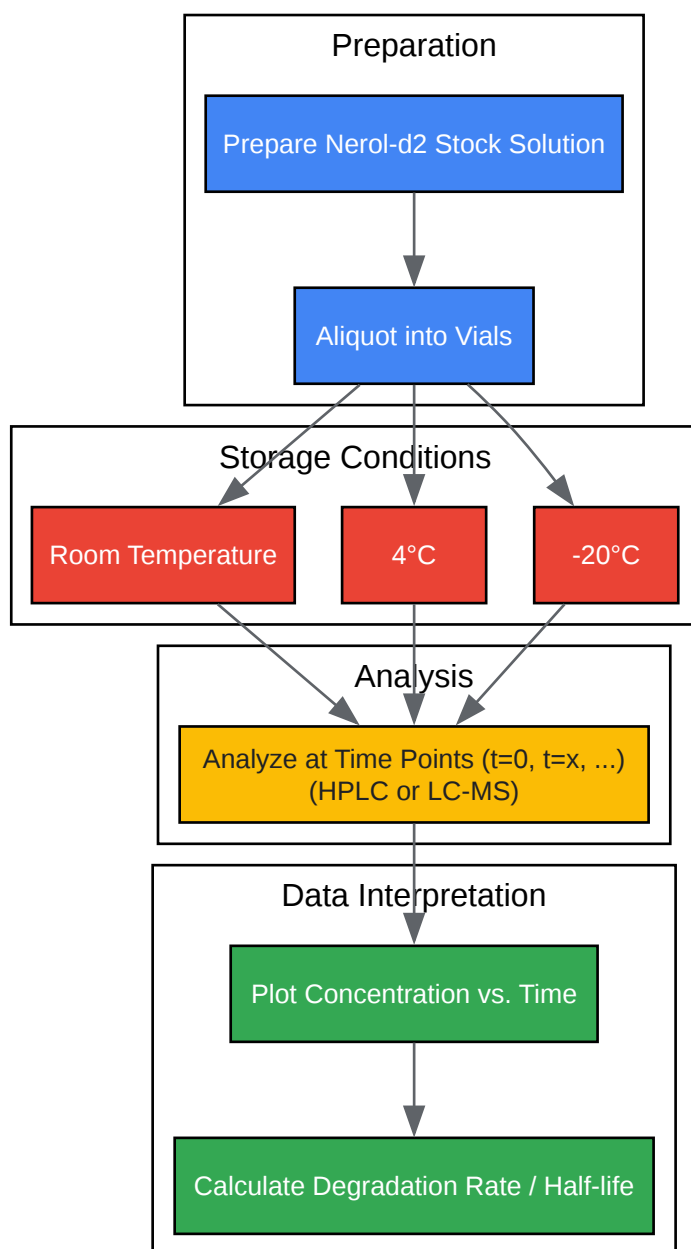 Preparation
Prepare Nerol-d2 Stock Solution
Aliquot into Vials
Storage Conditions
Room Temperature
4°C
-20°C
Analysis
Analyze at Time Points (t=0, t=x, ...)
(HPLC or LC-MS)
Data Interpretation
Plot Concentration vs. Time
Calculate Degradation Rate / Half-life